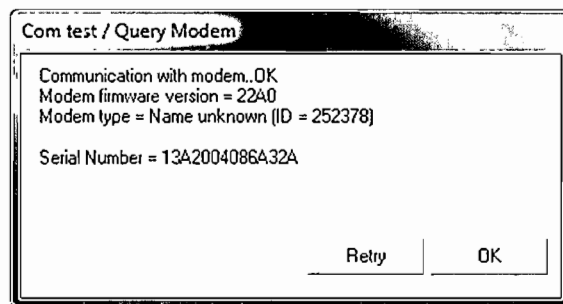 Com test / Query Modem
Communication with modem..OK
Modem firmware version = 22A0
Modem type = Name unknown (ID = 252378)
Serial Number = 13A2004086A32A
Retry
OK